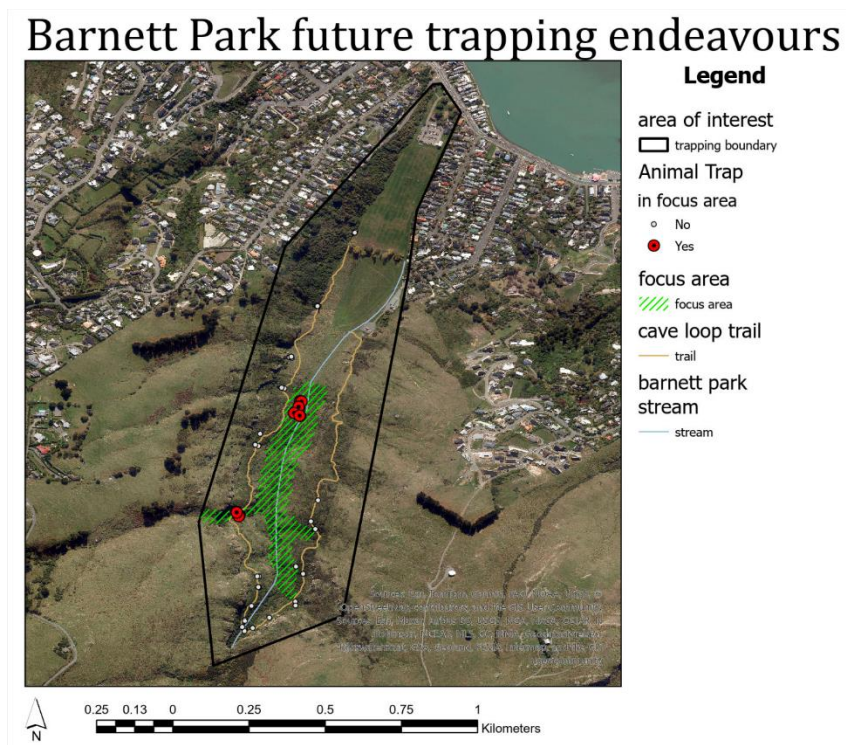 Barnett Park future trapping endeavours
Legend
area of interest
trapping boundary
Animal Trap
in focus area
No
Yes
focus area
focus area
cave loop trail
trail
barnett park
stream
stream
0.25 0.13 0 0.25 0.5 0.75 1
Kilometers
N